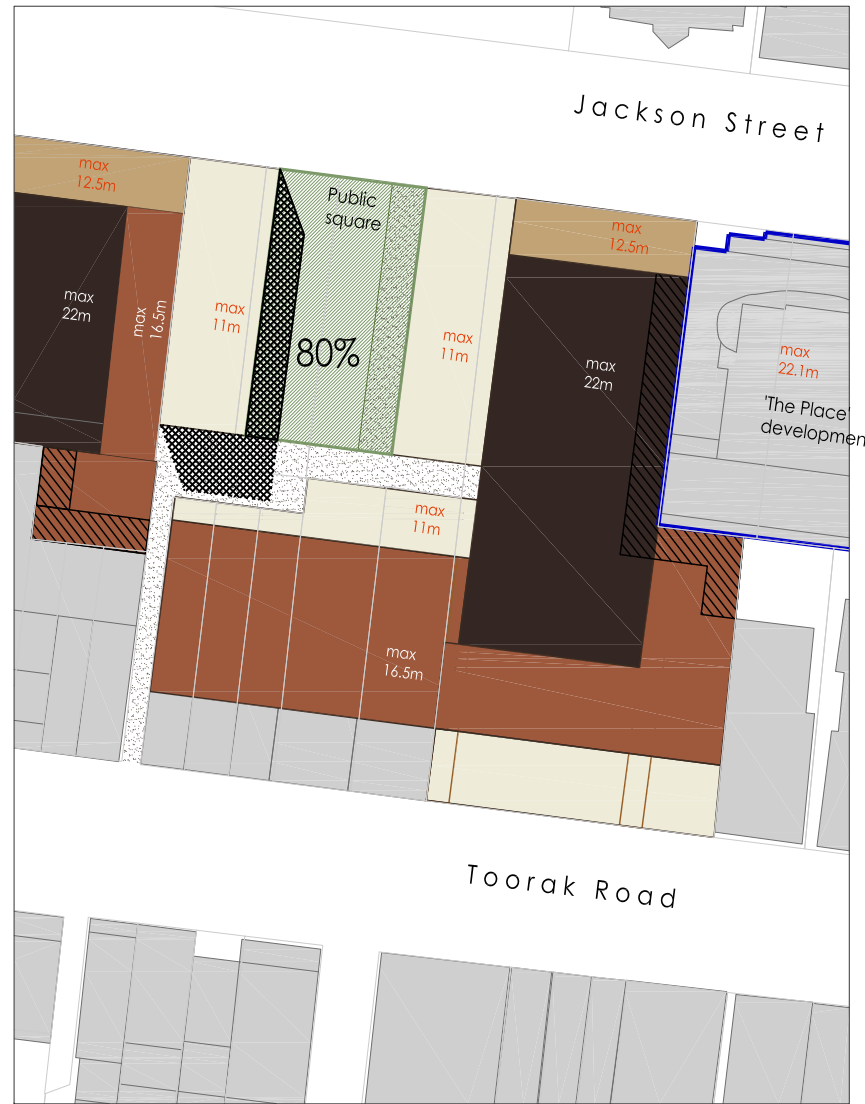 Jackson Street
max
12.5m
Public
square
max
12.5m
max
22m
max
16.5m
max
11m
80%
max
11m
max
22m
max
22.1m
'The Place'
developmen
max
11m
max
16.5m
Toorak Road